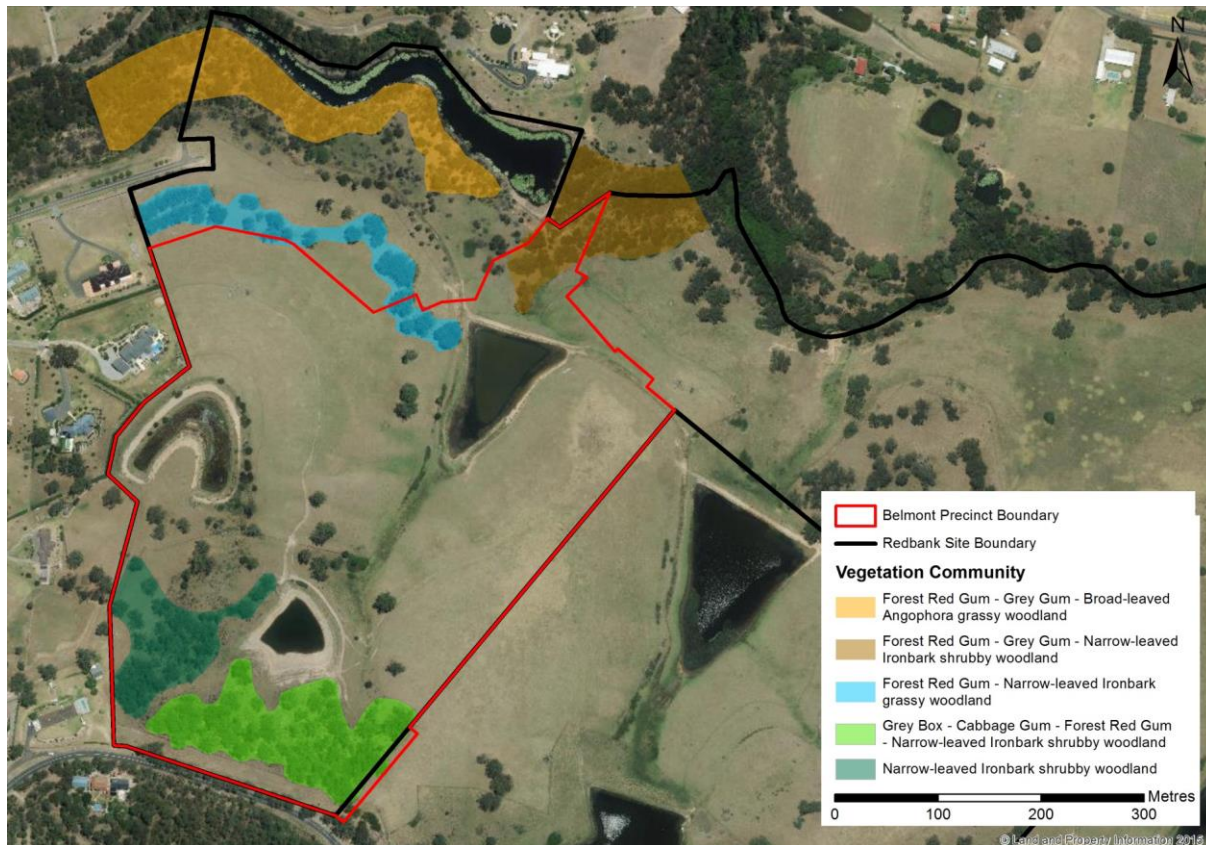 N
Belmont Precinct Boundary
Redbank Site Boundary
Vegetation Community
Forest Red Gum - Grey Gum - Broad-leaved
Angophora grassy woodland
Forest Red Gum - Grey Gum - Narrow-leaved
Ironbark shrubby woodland
Forest Red Gum - Narrow-leaved Ironbark
grassy woodland
Grey Box - Cabbage Gum - Forest Red Gum
- Narrow-leaved Ironbark shrubby woodland
Narrow-leaved Ironbark shrubby woodland
Metres
0 100 200 300
© Land and Property Information 2015